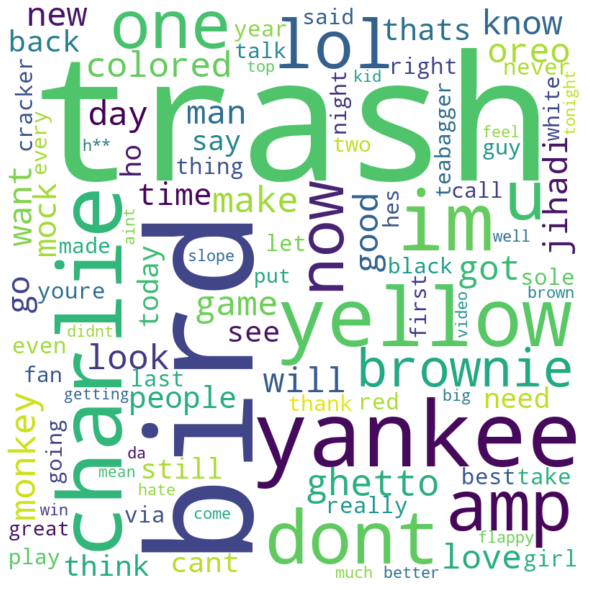 new
one
lol
said
thats
know
year
talk
top
kid
back
oreo
never
colored
right
trash
cracker
every
h**
day
man
night
two
teabagger
feel
tonight
white
ho
say
guy
thing
want
mock
charlie
time
make
now
good
hes
call
im
u
jihadi
made
aint
bird
slope
let
black
got
well
go
youre
today
put
first
sole
brown
game
yellow
video
didnt
see
even
look
fan
last
will
brownie
getting
people
thank
red
big
need
monkey
going
da
yankee
mean
still
ghetto
best
take
win
hate
come
great
via
really
amp
flappy
play
think
cant
dont
love
girl
much
better